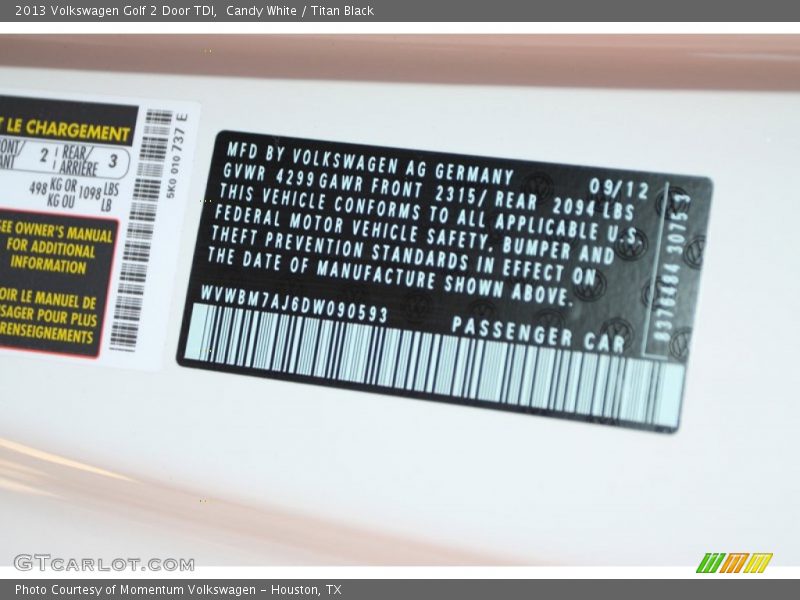 2013 Volkswagen Golf 2 Door TDI, Candy White / Titan Black
T LE CHARGEMENT
2 REAR/ 3
ARRIÈRE
498 KG OR 1098 LBS
KG OU LB
SEE OWNER'S MANUAL
FOR ADDITIONAL
INFORMATION
OIR LE MANUEL DE
SAGER POUR PLUS
RENSEIGNEMENTS
5K0 010 737 E
MFD BY VOLKSWAGEN AG GERMANY 09/12
GVWR 4299 GAWR FRONT 2315/ REAR 2094 LBS
THIS VEHICLE CONFORMS TO ALL APPLICABLE U.S.
FEDERAL MOTOR VEHICLE SAFETY, BUMPER AND
THEFT PREVENTION STANDARDS IN EFFECT ON
THE DATE OF MANUFACTURE SHOWN ABOVE.
WVWBM7AJ6DW090593
PASSENGER CAR
GTCARLOT.COM
Photo Courtesy of Momentum Volkswagen - Houston, TX